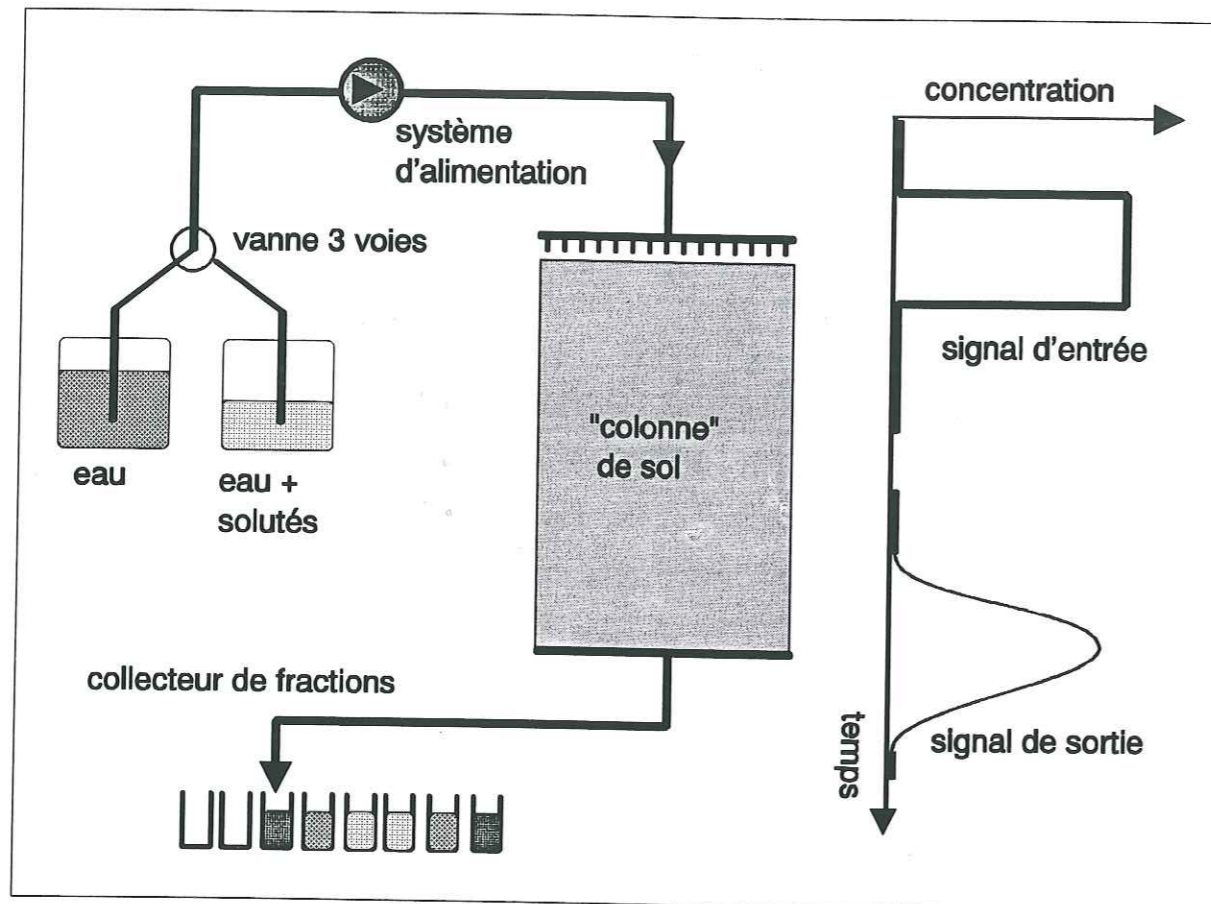 concentration
système
d'alimentation
vanne 3 voies
signal d'entrée
"colonne"
de sol
eau
eau +
solutés
collecteur de fractions
temps
signal de sortie